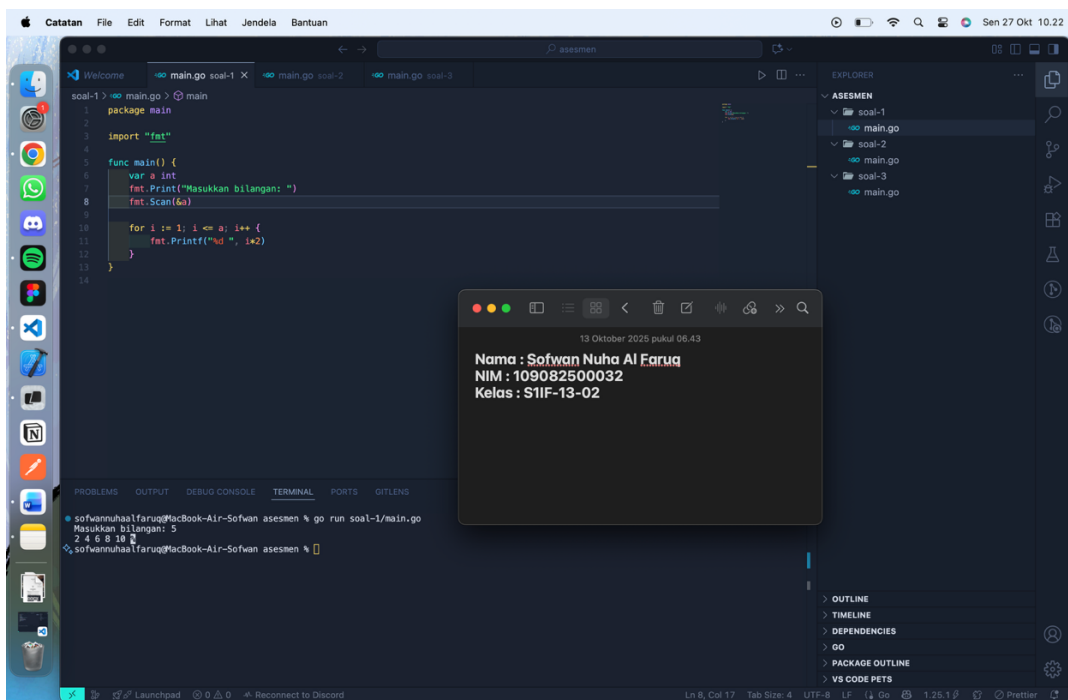 Catatan File Edit Format Lihat Jendela Bantuan
Sen 27 Okt 10.22
asesmen
Welcome
main.go soal-1
main.go soal-2
main.go soal-3
soal-1 > main.go > main
1 package main
2
3 import "fmt"
4
5 func main() {
6 var a int
7 fmt.Print("Masukkan bilangan: ")
8 fmt.Scan(&a)
9
10 for i := 1; i <= a; i++ {
11 fmt.Printf("%d ", i*2)
12 }
13 }
14
EXPLORER
ASESMEN
soal-1
main.go
soal-2
main.go
soal-3
main.go
13 Oktober 2025 pukul 06.43
Nama : Sofwan Nuha Al Faruq
NIM : 109082500032
Kelas : S1IF-13-02
PROBLEMS OUTPUT DEBUG CONSOLE TERMINAL PORTS GITLENS
sofwannuhaalfaruq@MacBook-Air-Sofwan asesmen % go run soal-1/main.go
Masukkan bilangan: 5
2 4 6 8 10 %
sofwannuhaalfaruq@MacBook-Air-Sofwan asesmen %
OUTLINE
TIMELINE
DEPENDENCIES
GO
PACKAGE OUTLINE
VS CODE PETS
Launchpad 0 0 Reconnect to Discord
Ln 8, Col 17 Tab Size: 4 UTF-8 LF Go 1.25.1 Prettier